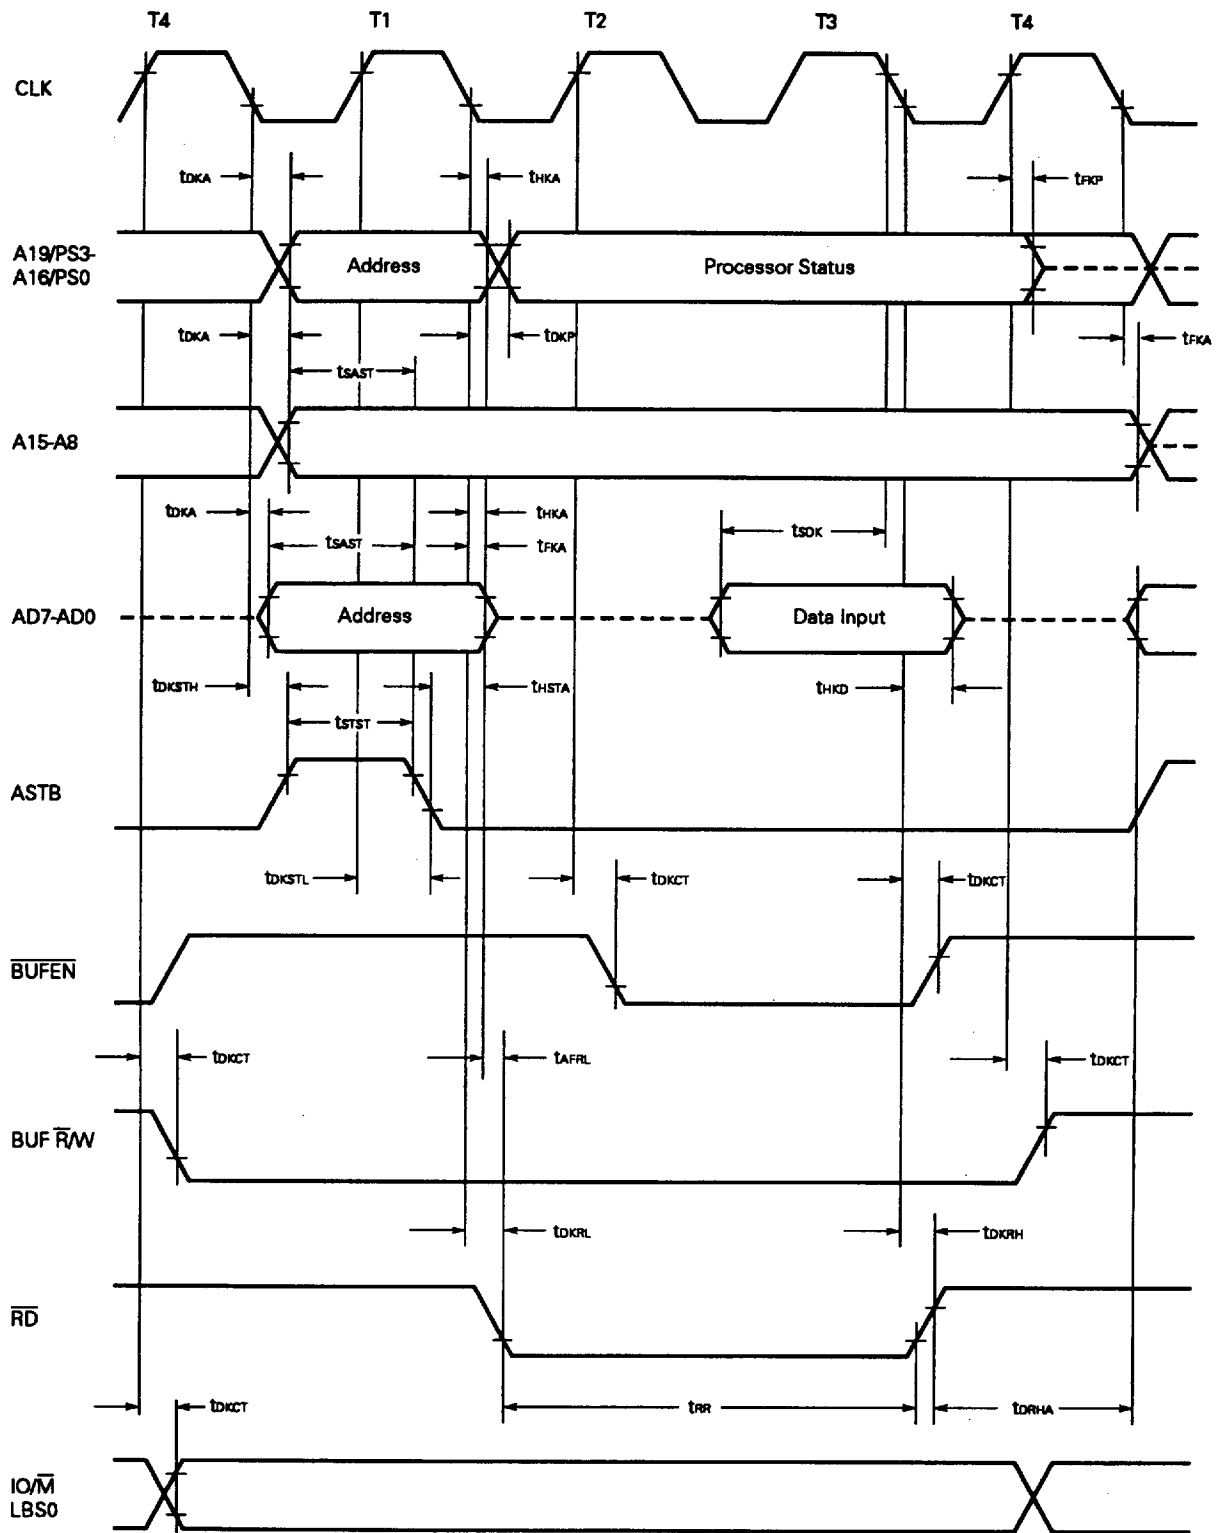 T4 T1 T2 T3 T4
CLK
tDKA tHKA tFKP
A19/PS3-
A16/PS0
Address Processor Status
tDKA tDKP tFKA
tSAST
A15-A8
tDKA tHKA tSDK
tSAST tFKA
AD7-AD0 Address Data Input
tDKSTH tHSTA tHKD
tSTST
ASTB
tDKSTL tDKCT tDKCT
B̅U̅F̅E̅N̅
tDKCT tAFRL tDKCT
BUF R̅/W
tDKRL tDKRH
R̅D̅
tDKCT tRR tDRHA
IO/M̅
LBS0